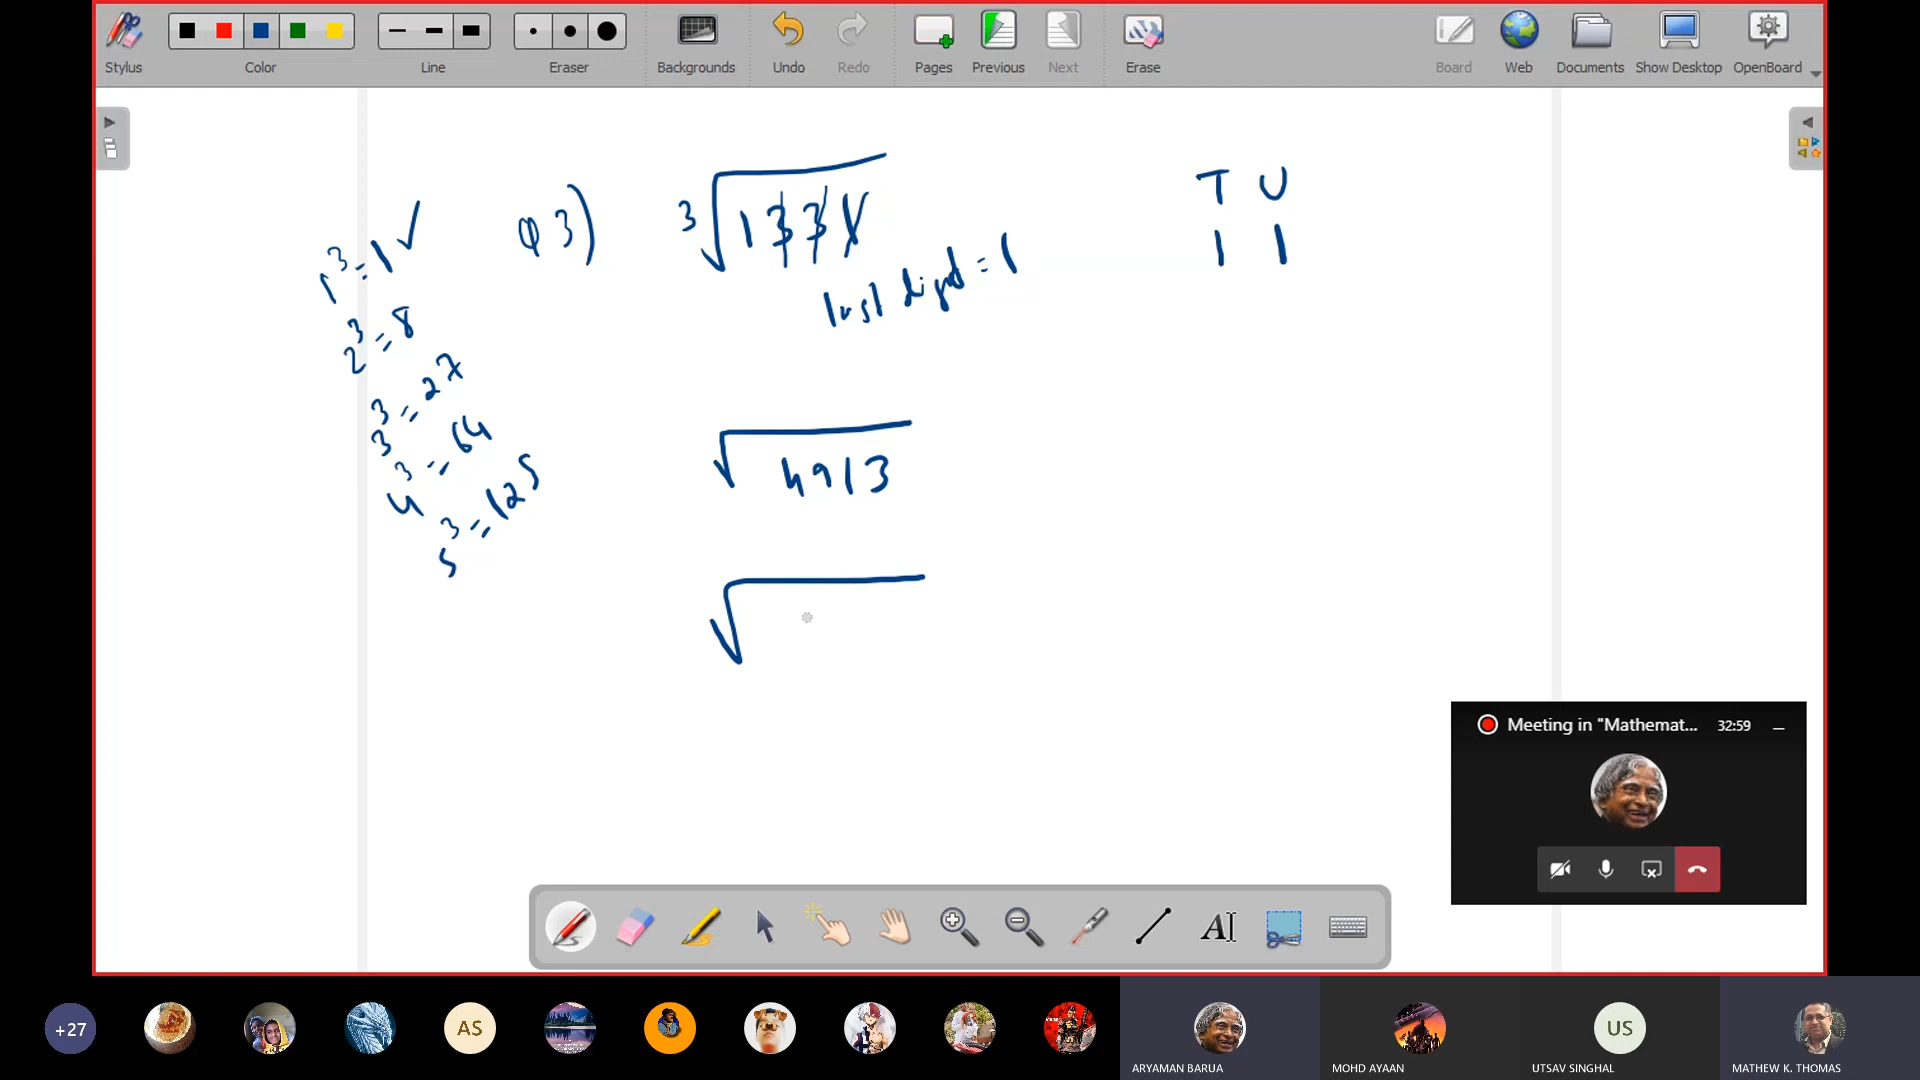 Stylus Color Line Eraser Backgrounds Undo Redo Pages Previous Next Erase Board Web Documents Show Desktop OpenBoard
Q3) ∛1331 T U
1 1
last digit = 1
1³ = 1 ✓
2³ = 8
3³ = 27
4³ = 64
5³ = 125
√4913
√
Meeting in "Mathemat... 32:59
+27 AS US
ARYAMAN BARUA MOHD AYAAN UTSAV SINGHAL MATHEW K. THOMAS